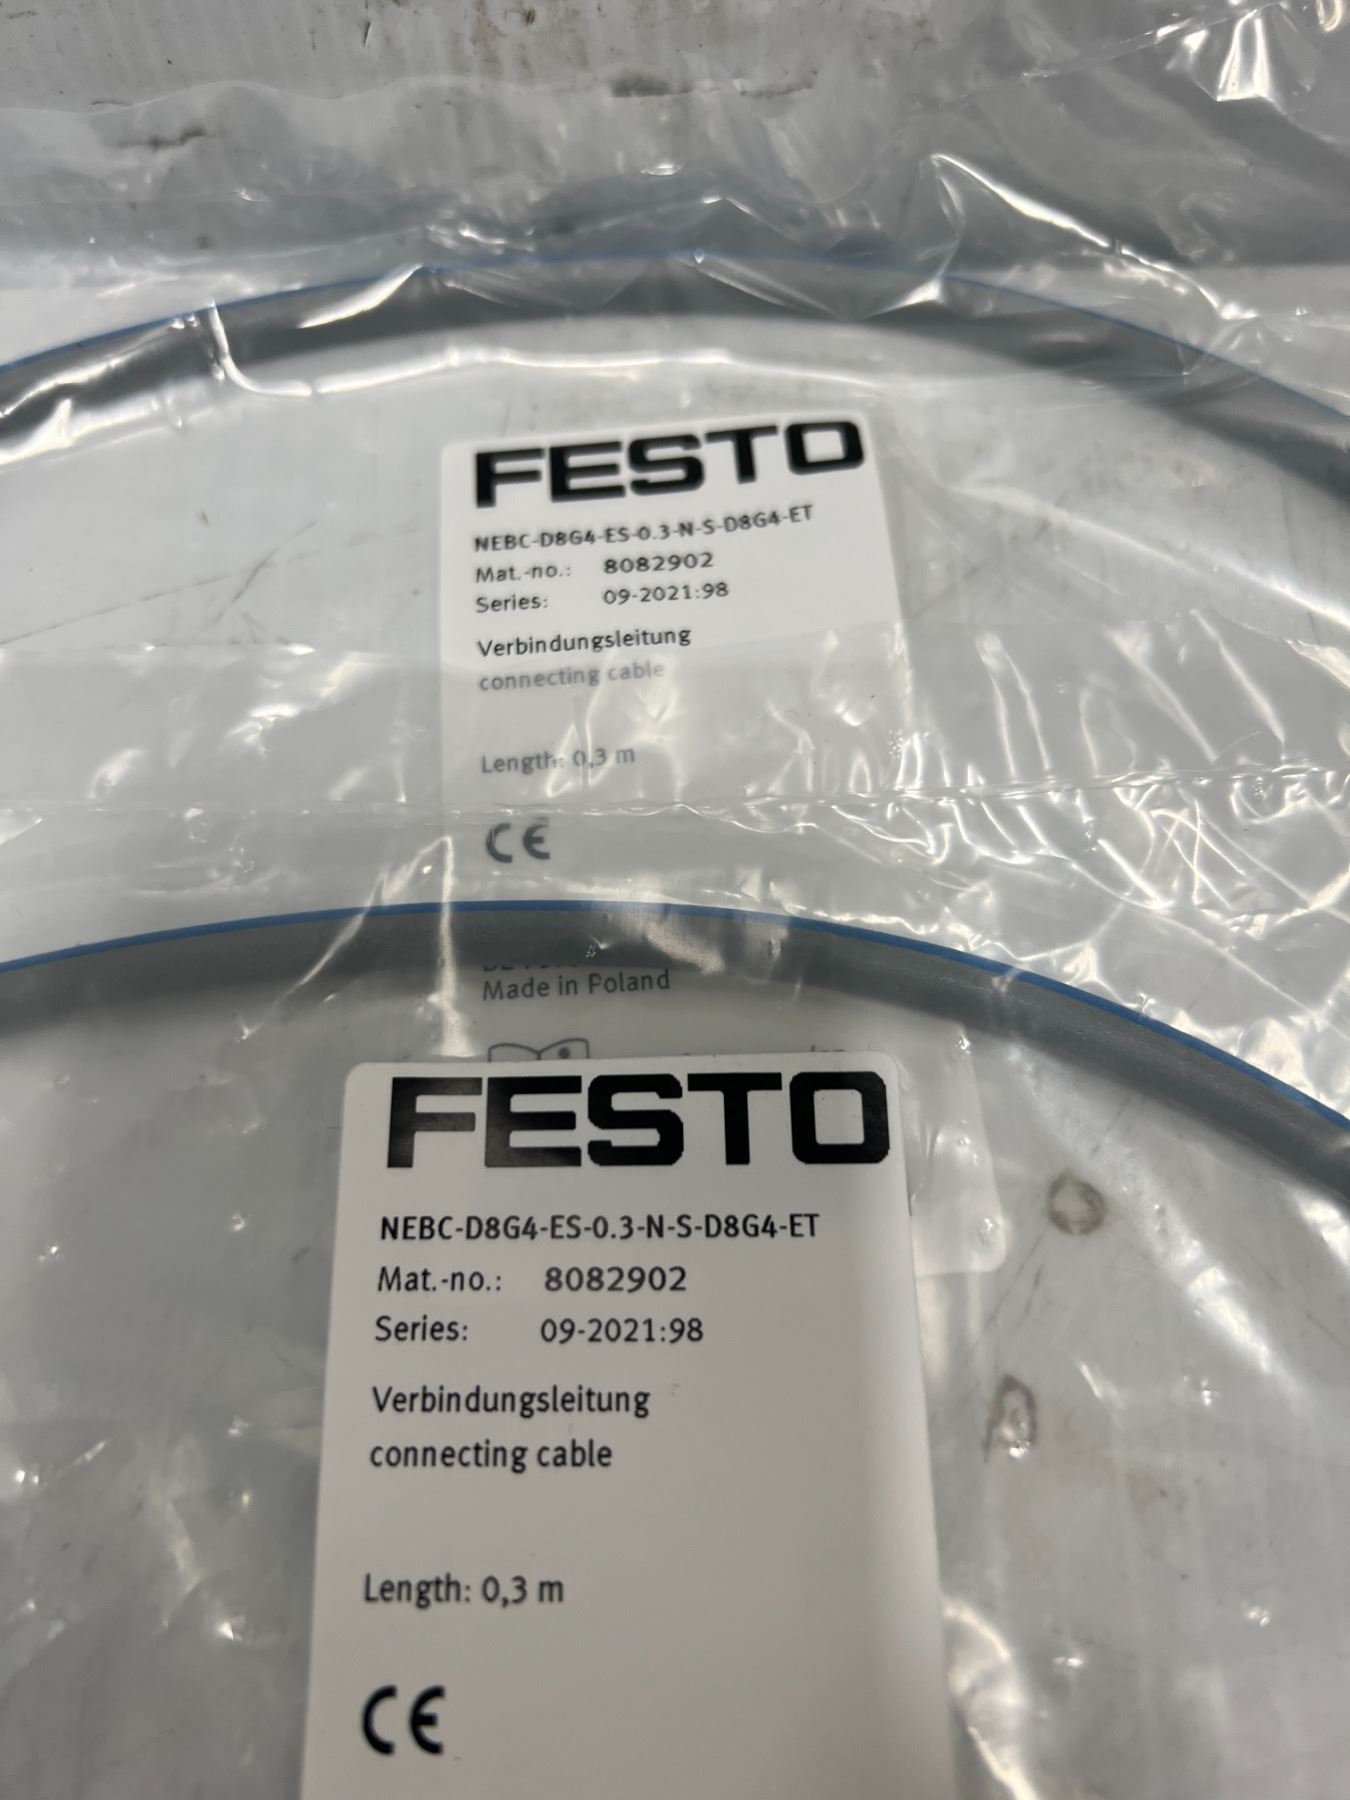 FESTO
NEBC-D8G4-ES-0.3-N-S-D8G4-ET
Mat.-no.: 8082902
Series: 09-2021:98
Verbindungsleitung
connecting cable
Length: 0,3 m
CE
Made in Poland
FESTO
NEBC-D8G4-ES-0.3-N-S-D8G4-ET
Mat.-no.: 8082902
Series: 09-2021:98
Verbindungsleitung
connecting cable
Length: 0,3 m
CE